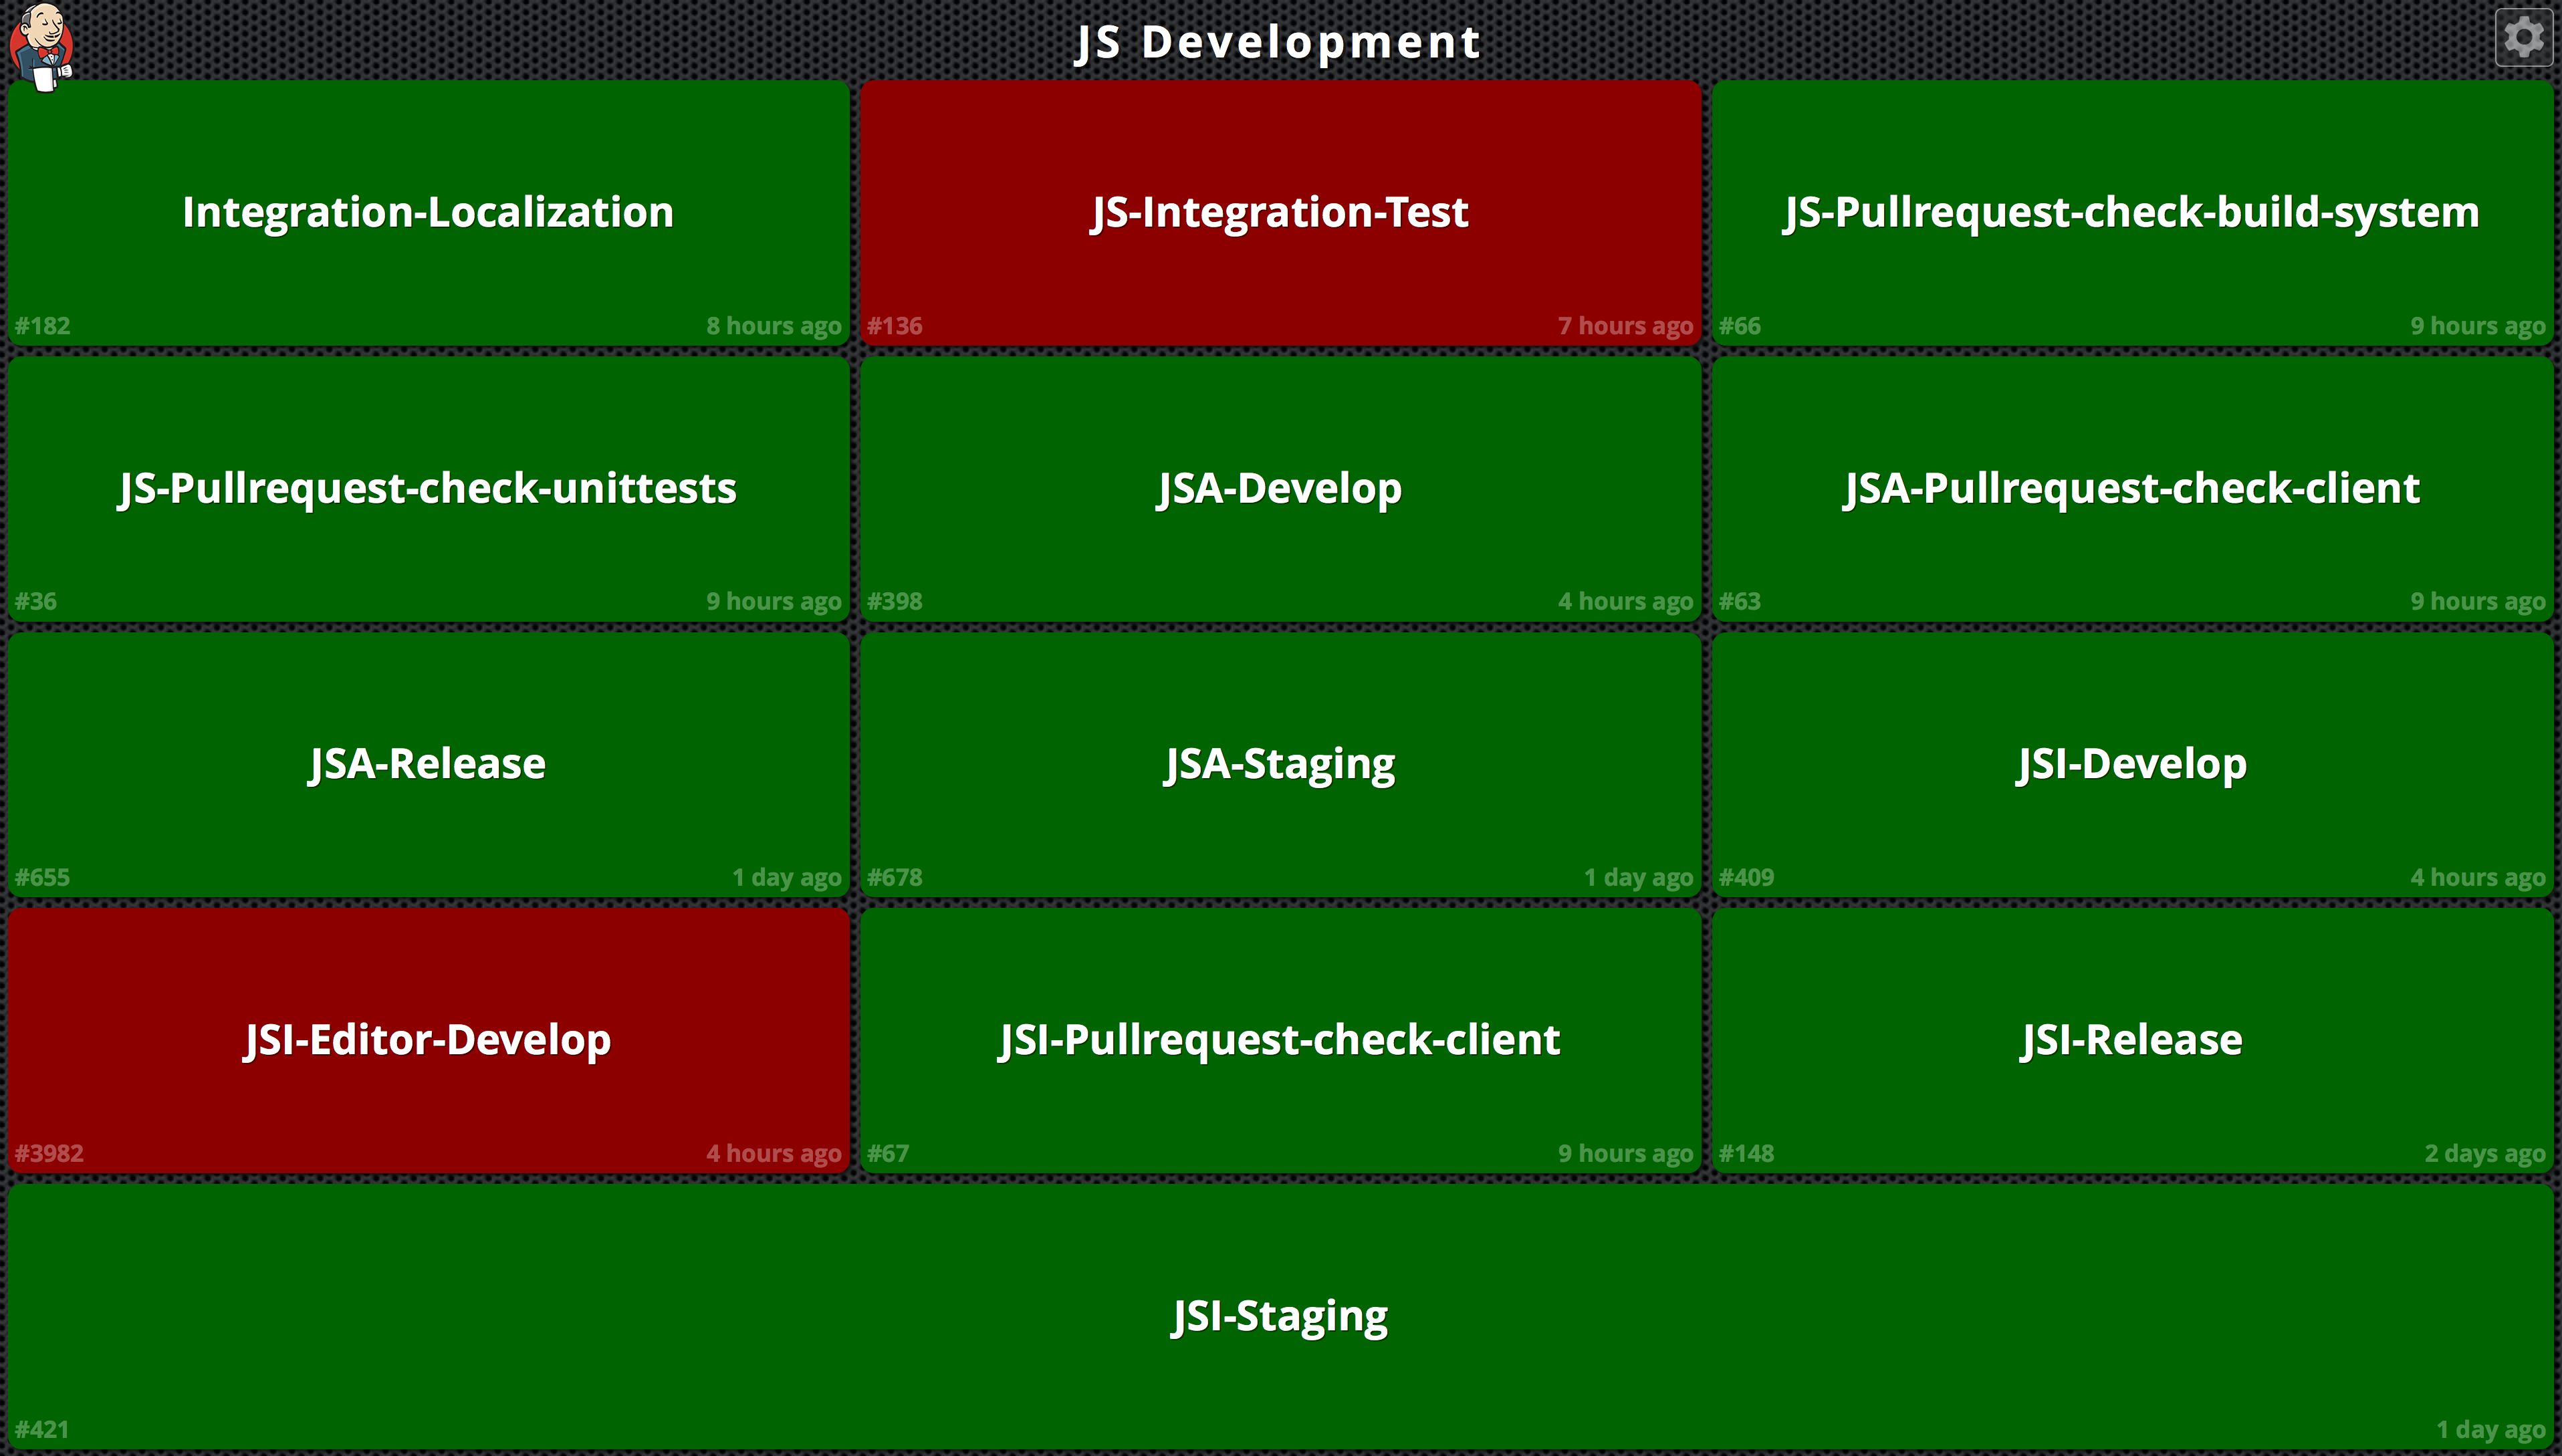 JS Development
Integration-Localization
#182 8 hours ago
JS-Integration-Test
#136 7 hours ago
JS-Pullrequest-check-build-system
#66 9 hours ago
JS-Pullrequest-check-unittests
#36 9 hours ago
JSA-Develop
#398 4 hours ago
JSA-Pullrequest-check-client
#63 9 hours ago
JSA-Release
#655 1 day ago
JSA-Staging
#678 1 day ago
JSI-Develop
#409 4 hours ago
JSI-Editor-Develop
#3982 4 hours ago
JSI-Pullrequest-check-client
#67 9 hours ago
JSI-Release
#148 2 days ago
JSI-Staging
#421 1 day ago